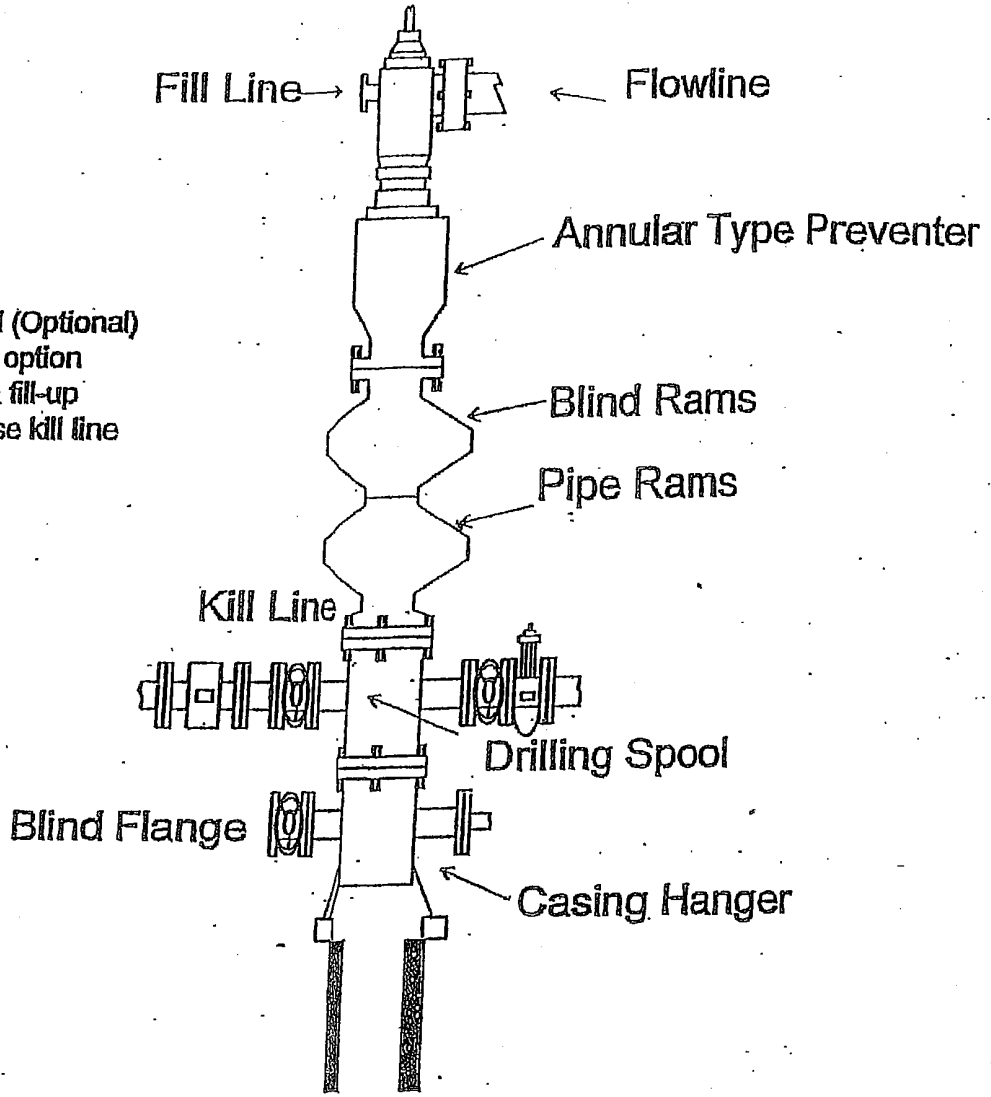 Fill Line
Flowline
Annular Type Preventer
(Optional)
option
fill-up
kill line
Blind Rams
Pipe Rams
Kill Line
Drilling Spool
Blind Flange
Casing Hanger